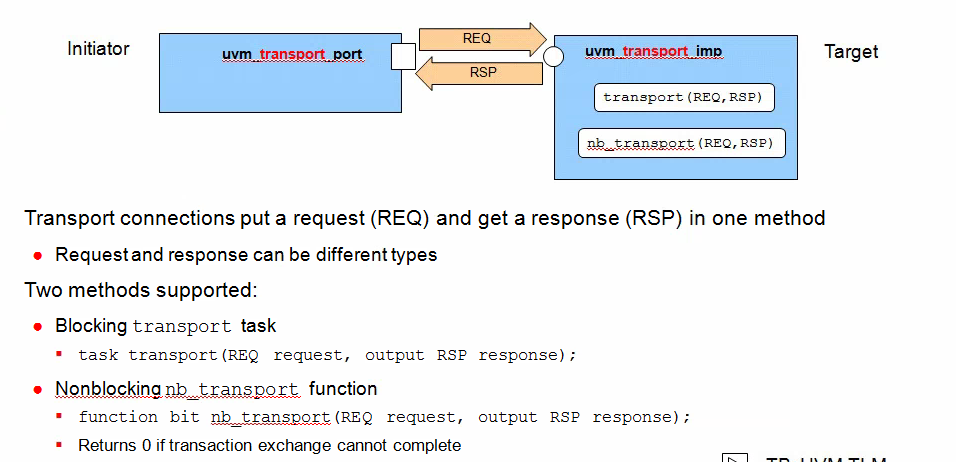 Initiator
uvm_transport_port
REQ
RSP
uvm_transport_imp
Target
transport(REQ,RSP)
nb_transport(REQ,RSP)
Transport connections put a request (REQ) and get a response (RSP) in one method
● Request and response can be different types
Two methods supported:
● Blocking transport task
▪ task transport(REQ request, output RSP response);
● Nonblocking nb_transport function
▪ function bit nb_transport(REQ request, output RSP response);
▪ Returns 0 if transaction exchange cannot complete